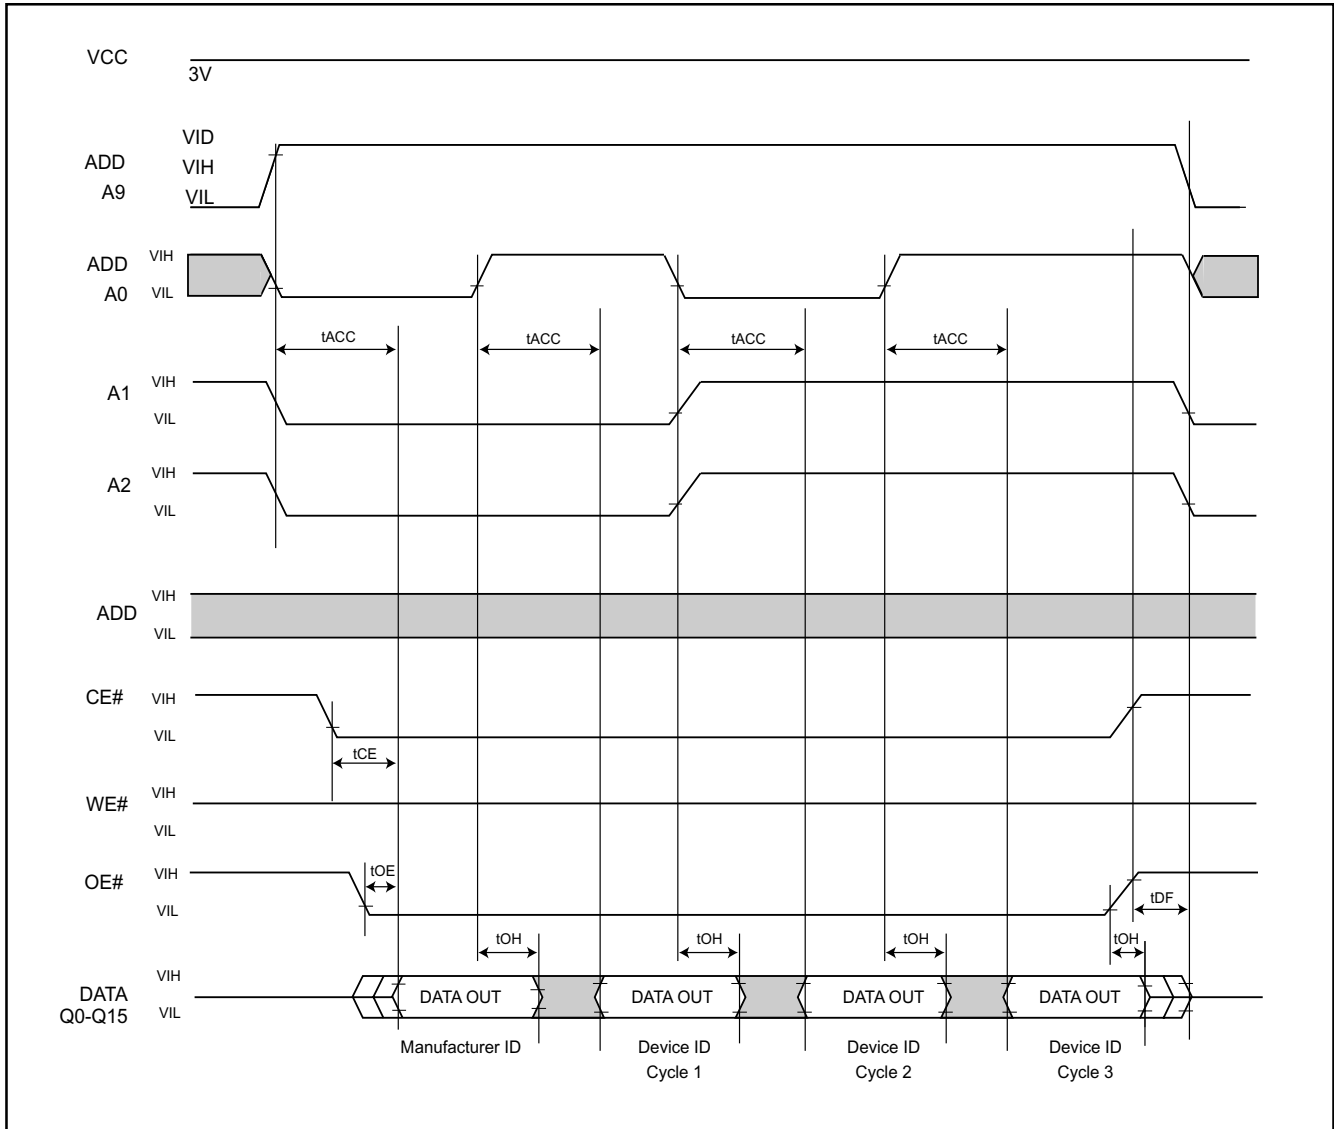 VCC
3V
VID
ADD
VIH
A9
VIL
ADD
VIH
A0
VIL
tACC
tACC
tACC
tACC
A1
VIH
VIL
A2
VIH
VIL
ADD
VIH
VIL
CE#
VIH
VIL
tCE
WE#
VIH
VIL
OE#
VIH
VIL
tOE
tDF
tOH
tOH
tOH
tOH
DATA
Q0-Q15
VIH
VIL
DATA OUT
DATA OUT
DATA OUT
DATA OUT
Manufacturer ID
Device ID
Cycle 1
Device ID
Cycle 2
Device ID
Cycle 3